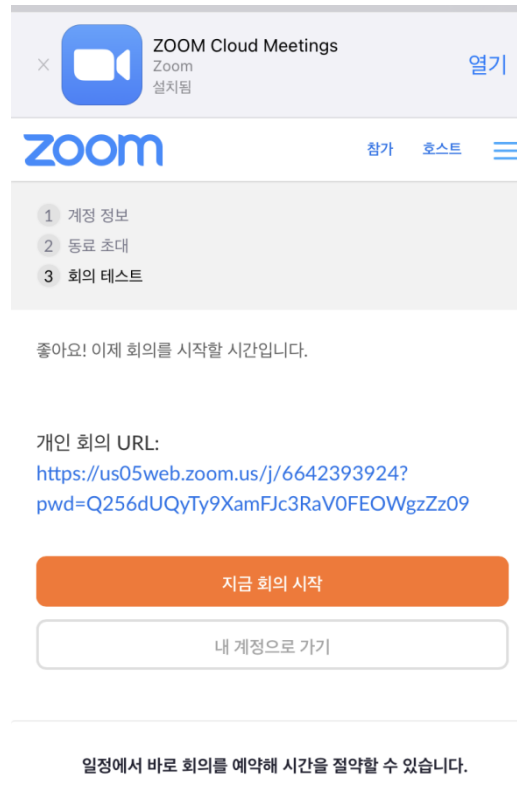 ZOOM Cloud Meetings
Zoom
설치됨
열기
zoom
참가
호스트
1 계정 정보
2 동료 초대
3 회의 테스트
좋아요! 이제 회의를 시작할 시간입니다.
개인 회의 URL:
https://us05web.zoom.us/j/6642393924?
pwd=Q256dUQyTy9XamFJc3RaV0FEOWgzZz09
지금 회의 시작
내 계정으로 가기
일정에서 바로 회의를 예약해 시간을 절약할 수 있습니다.